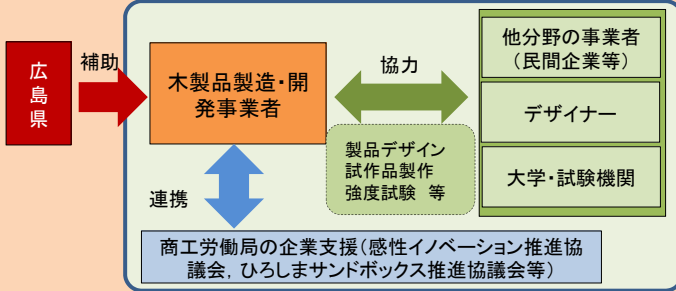 広島県
補助
木製品製造・開
発事業者
協力
他分野の事業者
（民間企業等）
デザイナー
大学・試験機関
製品デザイン
試作品製作
強度試験　等
連携
商工労働局の企業支援（感性イノベーション推進協
議会，ひろしまサンドボックス推進協議会等）